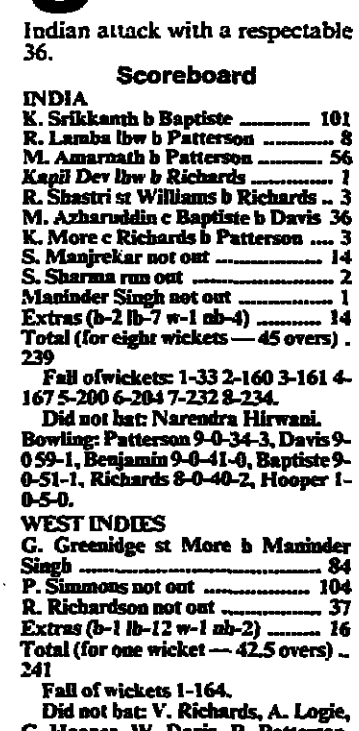 Indian attack with a respectable
36.
Scoreboard
INDIA
K. Srikkanth b Baptiste ............ 101
R. Lamba lbw b Patterson ............ 8
M. Amarnath b Patterson ........... 56
Kapil Dev lbw b Richards .............. 1
R. Shastri st Williams b Richards .. 3
M. Azharuddin c Baptiste b Davis 36
K. More c Richards b Patterson .... 3
S. Manjrekar not out .................. 14
S. Sharma run out ....................... 2
Maninder Singh not out ............... 1
Extras (b-2 lb-7 w-1 nb-4) ........... 14
Total (for eight wickets — 45 overs) .
239
Fall ofwickets: 1-33 2-160 3-161 4-
167 5-200 6-204 7-232 8-234.
Did not bat: Narendra Hirwani.
Bowling: Patterson 9-0-34-3, Davis 9-
0 59-1, Benjamin 9-0-41-0, Baptiste 9-
0-51-1, Richards 8-0-40-2, Hooper 1-
0-5-0.
WEST INDIES
G. Greenidge st More b Maninder
Singh ........................................ 84
P. Simmons not out .................. 104
R. Richardson not out ................. 37
Extras (b-1 lb-12 w-1 nb-2) ......... 16
Total (for one wicket — 42.5 overs) ..
241
Fall of wickets 1-164.
Did not bat: V. Richards, A. Logie,
C. Hooper, W. Davis, B. Patterson,